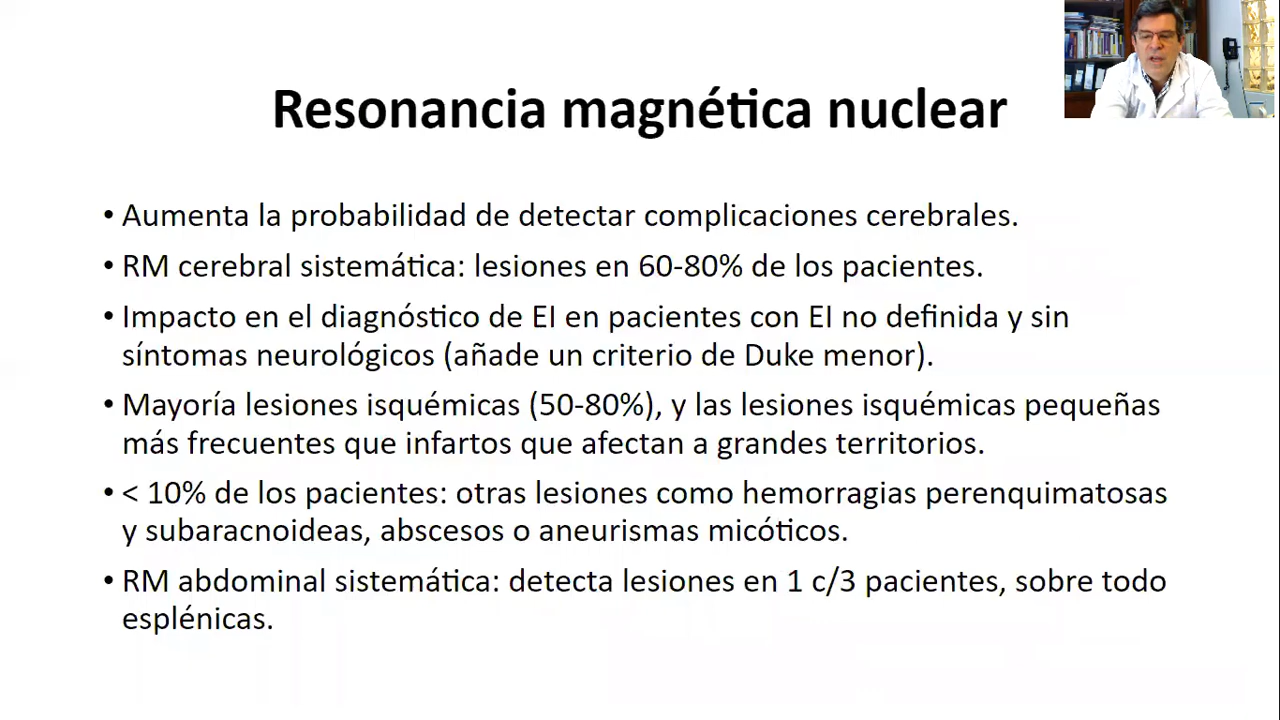 Resonancia magnética nuclear
• Aumenta la probabilidad de detectar complicaciones cerebrales.
• RM cerebral sistemática: lesiones en 60-80% de los pacientes.
• Impacto en el diagnóstico de EI en pacientes con EI no definida y sin
síntomas neurológicos (añade un criterio de Duke menor).
• Mayoría lesiones isquémicas (50-80%), y las lesiones isquémicas pequeñas
más frecuentes que infartos que afectan a grandes territorios.
• < 10% de los pacientes: otras lesiones como hemorragias perenquimatosas
y subaracnoideas, abscesos o aneurismas micóticos.
• RM abdominal sistemática: detecta lesiones en 1 c/3 pacientes, sobre todo
esplénicas.